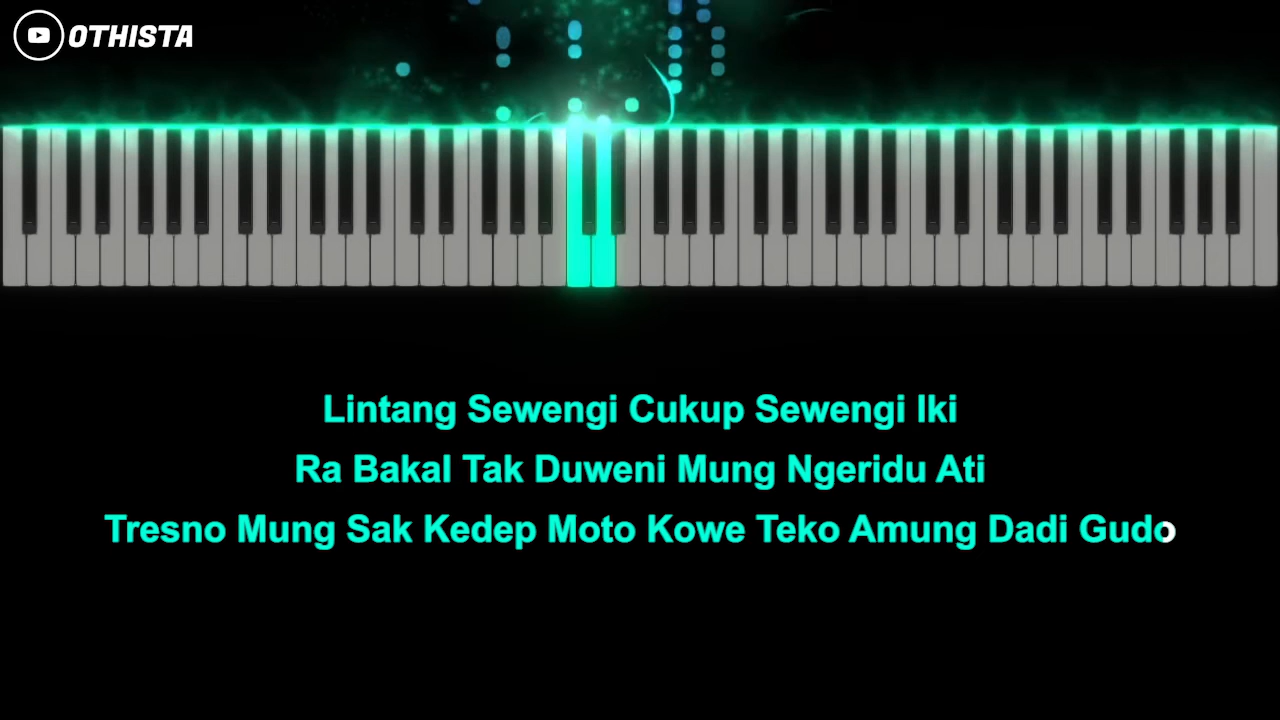 OTHISTA
Lintang Sewengi Cukup Sewengi Iki
Ra Bakal Tak Duweni Mung Ngeridu Ati
Tresno Mung Sak Kedep Moto Kowe Teko Amung Dadi Gudo